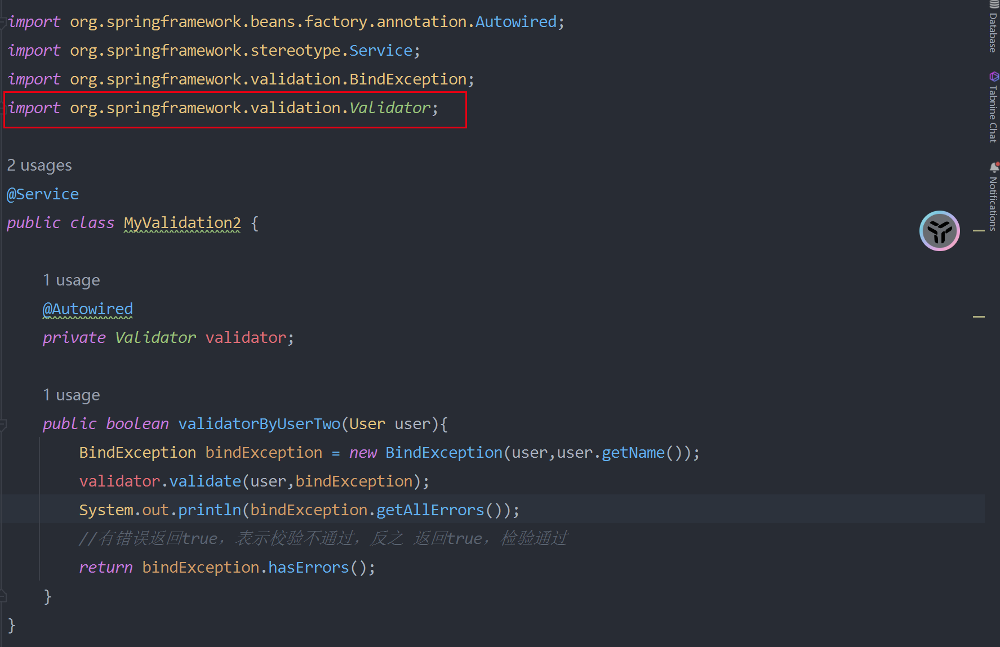 import org.springframework.beans.factory.annotation.Autowired;
import org.springframework.stereotype.Service;
import org.springframework.validation.BindException;
import org.springframework.validation.Validator;
2 usages
@Service
public class MyValidation2 {
1 usage
@Autowired
private Validator validator;
1 usage
public boolean validatorByUserTwo(User user){
BindException bindException = new BindException(user,user.getName());
validator.validate(user,bindException);
System.out.println(bindException.getAllErrors());
//有错误返回true，表示校验不通过，反之 返回true，检验通过
return bindException.hasErrors();
}
}
Database
Tabnine Chat
Notifications